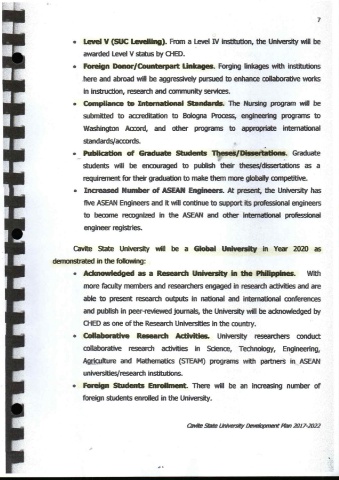 7
• Level V (SUC Levelling). From a Level IV institution, the University will be
awarded Level V status by CHED.
• Foreign Donor/Counterpart Linkages. Forging linkages with institutions
here and abroad will be aggressively pursued to enhance collaborative works
in instruction, research and community services.
• Compliance to International Standards. The Nursing program will be
submitted to accreditation to Bologna Process, engineering programs to
Washington Accord, and other programs to appropriate international
standards/accords.
• Publication of Graduate Students Theses/Dissertations. Graduate
students will be encouraged to publish their theses/dissertations as a
requirement for their graduation to make them more globally competitive.
• Increased Number of ASEAN Engineers. At present, the University has
five ASEAN Engineers and it will continue to support its professional engineers
to become recognized in the ASEAN and other international professional
engineer registries.
Cavite State University will be a Global University in Year 2020 as
demonstrated in the following:
• Acknowledged as a Research University in the Philippines. With
more faculty members and researchers engaged in research activities and are
able to present research outputs in national and international conferences
and publish in peer-reviewed journals, the University will be acknowledged by
CHED as one of the Research Universities in the country.
• Collaborative Research Activities. University researchers conduct
collaborative research activities in Science, Technology, Engineering,
Agriculture and Mathematics (STEAM) programs with partners in ASEAN
universities/research institutions.
• Foreign Students Enrollment. There will be an increasing number of
foreign students enrolled in the University.
Cavite State University Development Plan 2017-2022